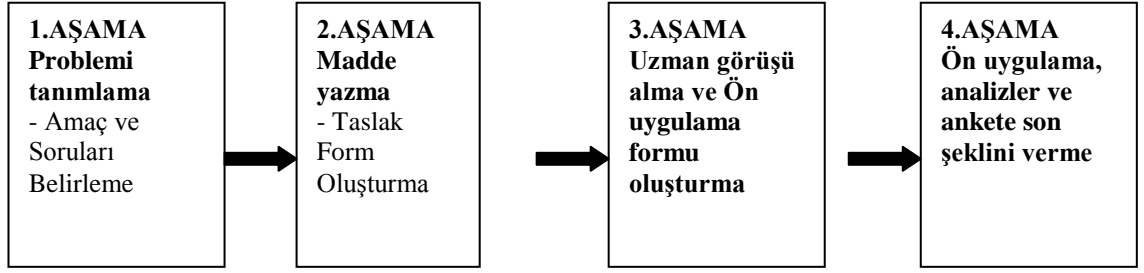 1.AŞAMA
Problemi
tanımlama
- Amaç ve
Soruları
Belirleme
2.AŞAMA
Madde
yazma
- Taslak
Form
Oluşturma
3.AŞAMA
Uzman görüşü
alma ve Ön
uygulama
formu
oluşturma
4.AŞAMA
Ön uygulama,
analizler ve
ankete son
şeklini verme